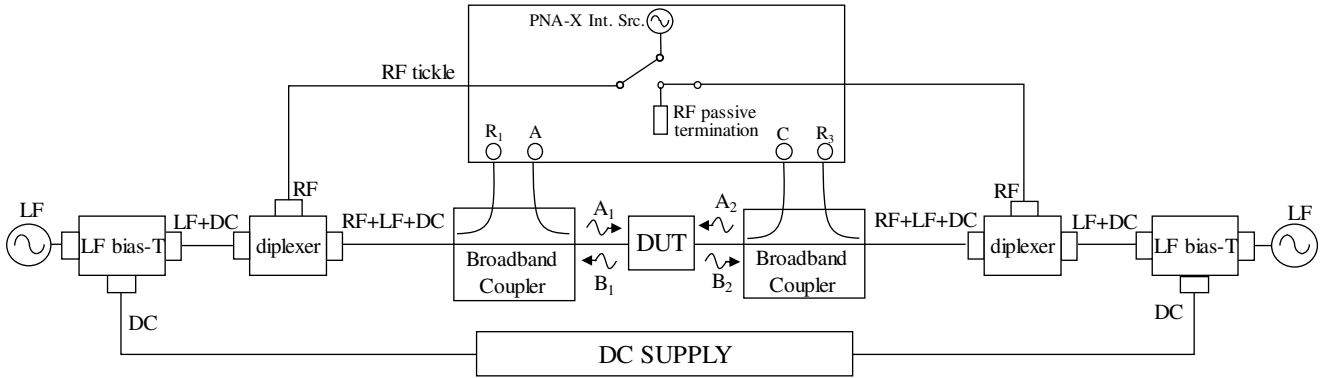 PNA-X Int. Src.
RF tickle
RF passive
termination
R1
A
C
R3
RF
RF
LF
LF+DC
RF+LF+DC
A1
A2
RF+LF+DC
LF+DC
LF
LF bias-T
diplexer
Broadband
Coupler
DUT
Broadband
Coupler
diplexer
LF bias-T
B1
B2
DC
DC
DC SUPPLY